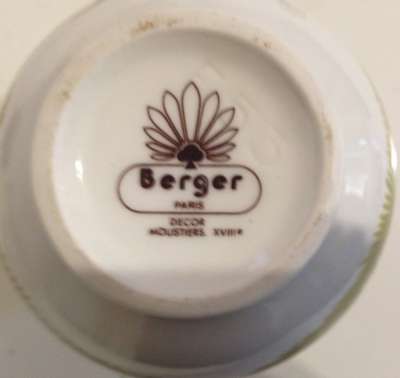 Berger
PARIS
DECOR
MOUSTIERS. XVIIIe